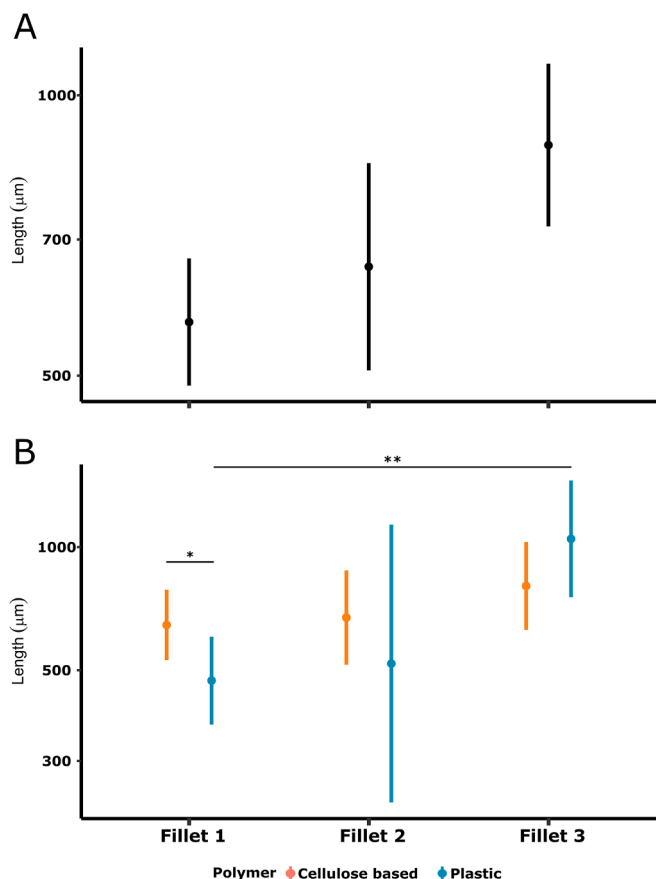 A
1000
700
500
Length (μm)
B
**
*
1000
500
300
Length (μm)
Fillet 1 Fillet 2 Fillet 3
Polymer Cellulose based Plastic